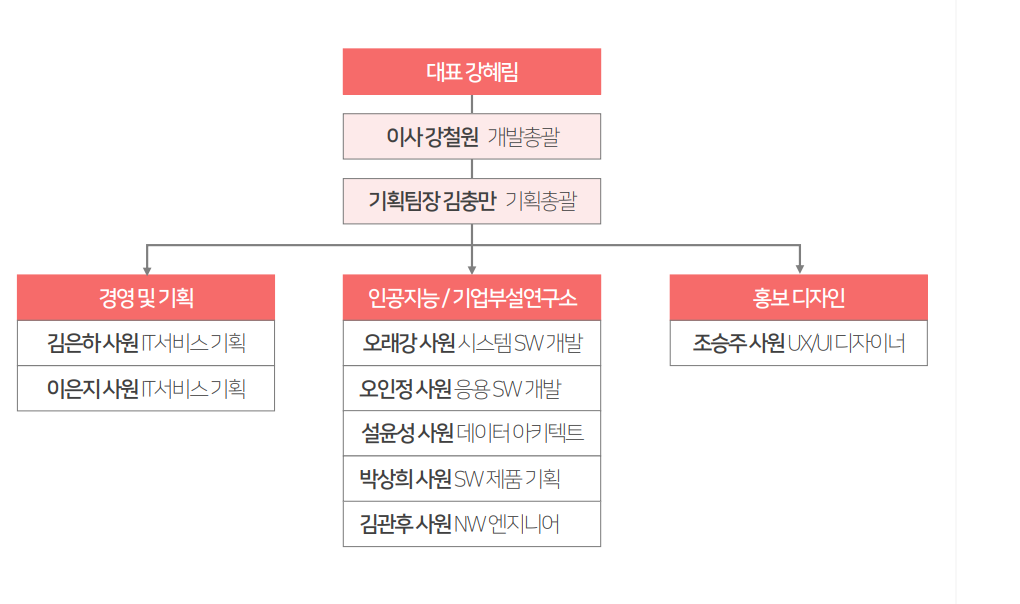 대표 강혜림
이사 강철원 개발총괄
기획팀장 김충만 기획총괄
경영 및 기획
김은하 사원 IT서비스 기획
이은지 사원 IT서비스 기획
인공지능 / 기업부설연구소
오래강 사원 시스템 SW 개발
오인정 사원 응용 SW 개발
설윤성 사원 데이터 아키텍트
박상희 사원 SW 제품 기획
김관후 사원 NW 엔지니어
홍보 디자인
조승주 사원 UX/UI 디자이너